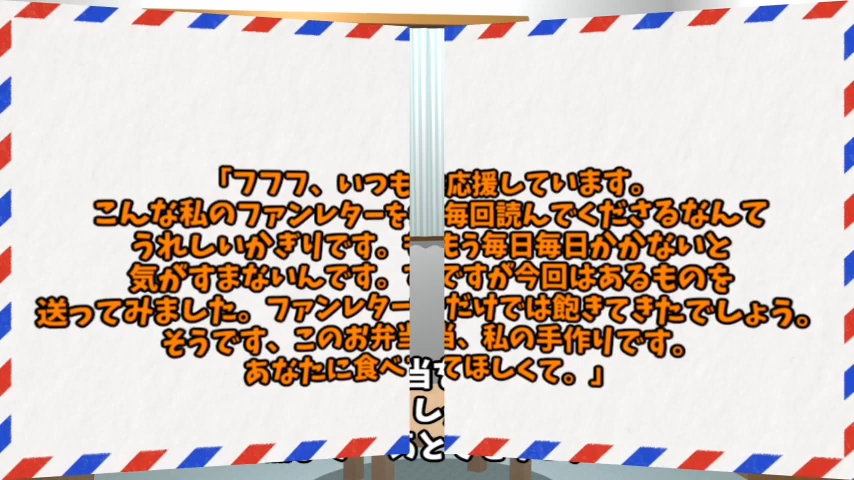 「フフフ、いつも 応援しています。
こんな私のファンレターを 毎回読んでくださるなんて
うれしいかぎりです。 もう毎日毎日かかないと
気がすまないんです。 ですが今回はあるものを
送ってみました。ファンレター だけでは飽きてきたでしょう。
そうです、このお弁当 、私の手作りです。
あなたに食べ てほしくて。」